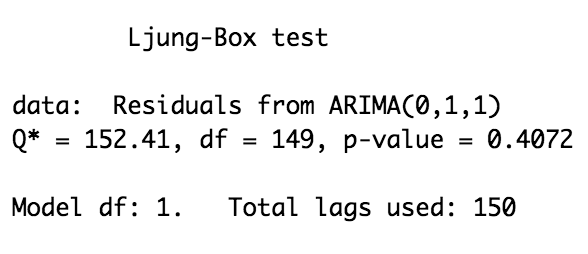 Ljung-Box test
data:  Residuals from ARIMA(0,1,1)
Q* = 152.41, df = 149, p-value = 0.4072
Model df: 1.   Total lags used: 150